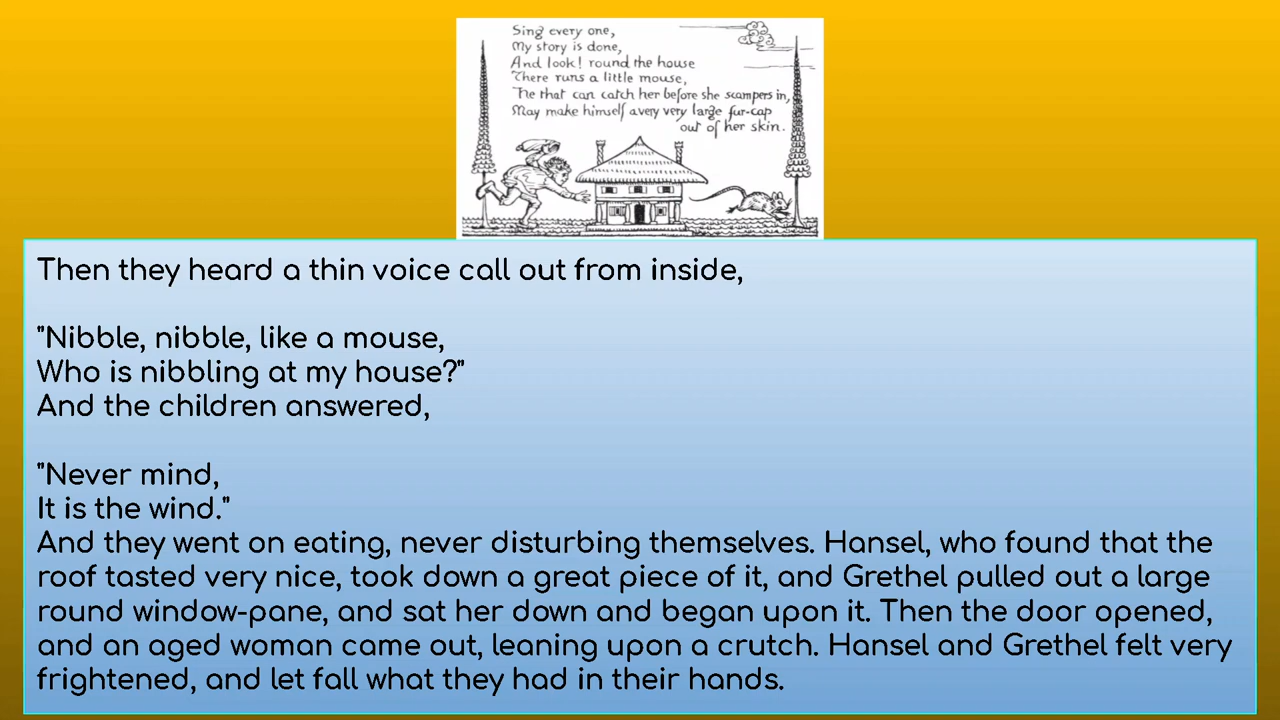 Sing every one,
My story is done,
And look! round the house
There runs a little mouse,
He that can catch her before she scampers in,
May make himself a very very large fur-cap
out of her skin.
Then they heard a thin voice call out from inside,
"Nibble, nibble, like a mouse,
Who is nibbling at my house?"
And the children answered,
"Never mind,
It is the wind."
And they went on eating, never disturbing themselves. Hansel, who found that the
roof tasted very nice, took down a great piece of it, and Grethel pulled out a large
round window-pane, and sat her down and began upon it. Then the door opened,
and an aged woman came out, leaning upon a crutch. Hansel and Grethel felt very
frightened, and let fall what they had in their hands.